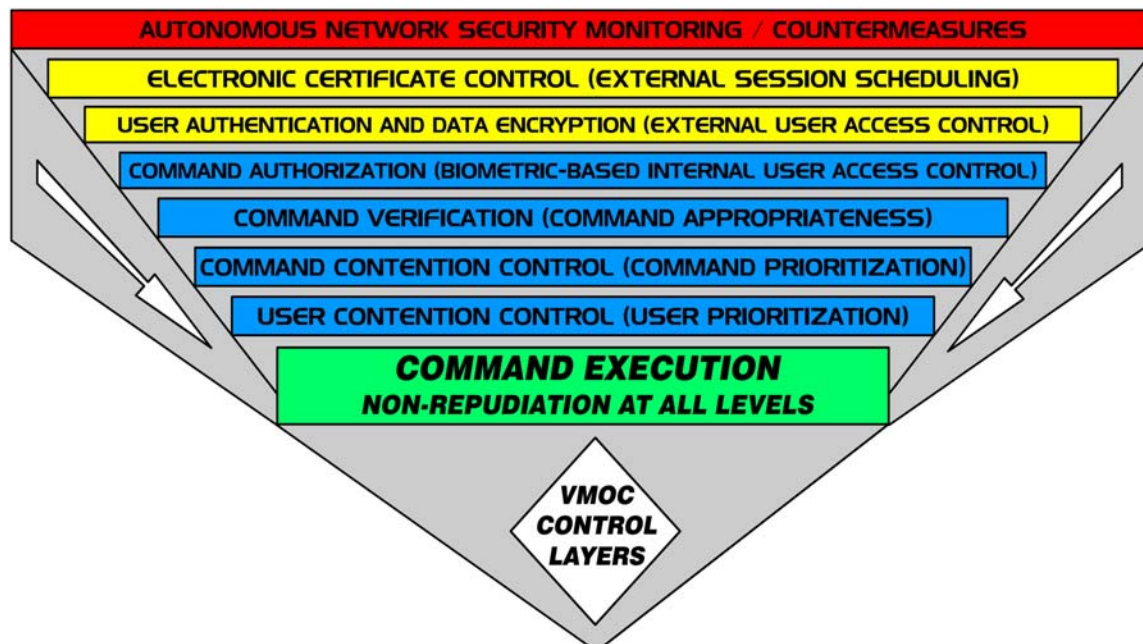 AUTONOMOUS NETWORK SECURITY MONITORING / COUNTERMEASURES
ELECTRONIC CERTIFICATE CONTROL (EXTERNAL SESSION SCHEDULING)
USER AUTHENTICATION AND DATA ENCRYPTION (EXTERNAL USER ACCESS CONTROL)
COMMAND AUTHORIZATION (BIOMETRIC-BASED INTERNAL USER ACCESS CONTROL)
COMMAND VERIFICATION (COMMAND APPROPRIATENESS)
COMMAND CONTENTION CONTROL (COMMAND PRIORITIZATION)
USER CONTENTION CONTROL (USER PRIORITIZATION)
COMMAND EXECUTION
NON-REPUDIATION AT ALL LEVELS
VMOC
CONTROL
LAYERS